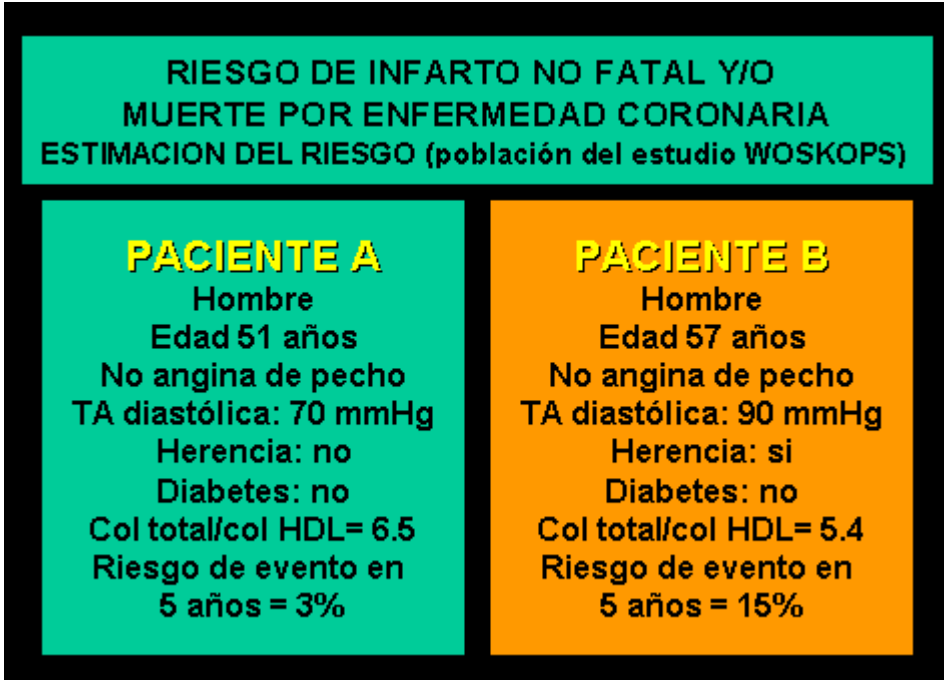 RIESGO DE INFARTO NO FATAL Y/O
MUERTE POR ENFERMEDAD CORONARIA
ESTIMACION DEL RIESGO (población del estudio WOSKOPS)
PACIENTE A
Hombre
Edad 51 años
No angina de pecho
TA diastólica: 70 mmHg
Herencia: no
Diabetes: no
Col total/col HDL= 6.5
Riesgo de evento en
5 años = 3%
PACIENTE B
Hombre
Edad 57 años
No angina de pecho
TA diastólica: 90 mmHg
Herencia: si
Diabetes: no
Col total/col HDL= 5.4
Riesgo de evento en
5 años = 15%